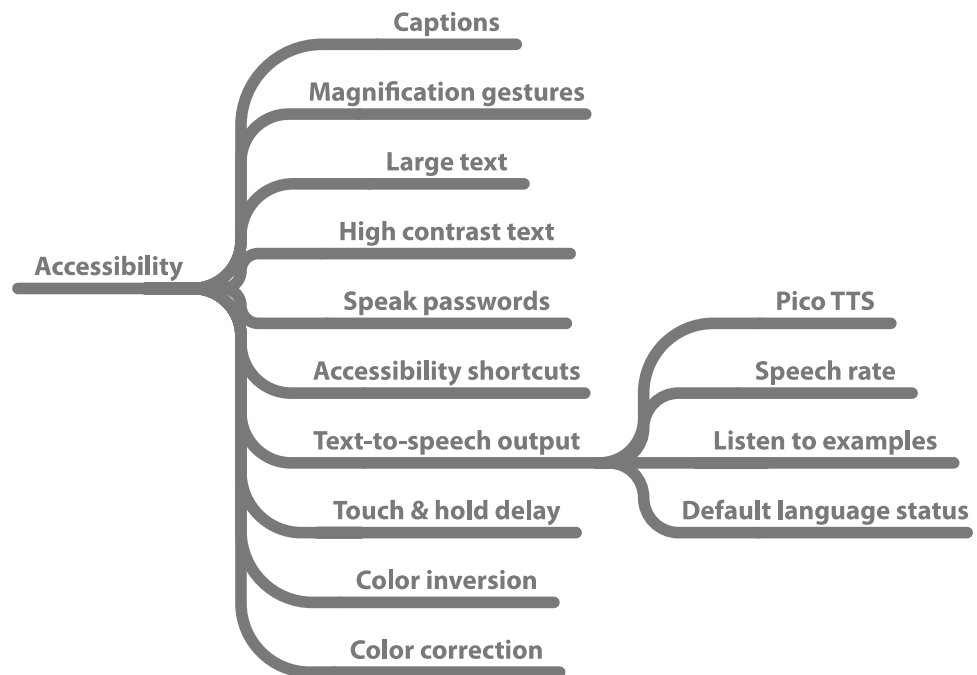 Captions
Magnification gestures
Large text
High contrast text
Accessibility
Speak passwords
Pico TTS
Accessibility shortcuts
Speech rate
Text-to-speech output
Listen to examples
Touch & hold delay
Default language status
Color inversion
Color correction